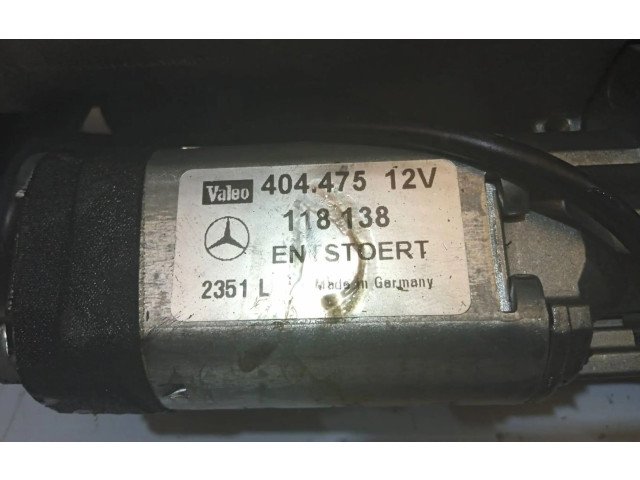 Valeo 404.475 12V
118 138
ENTSTOERT
2351 L Made in Germany